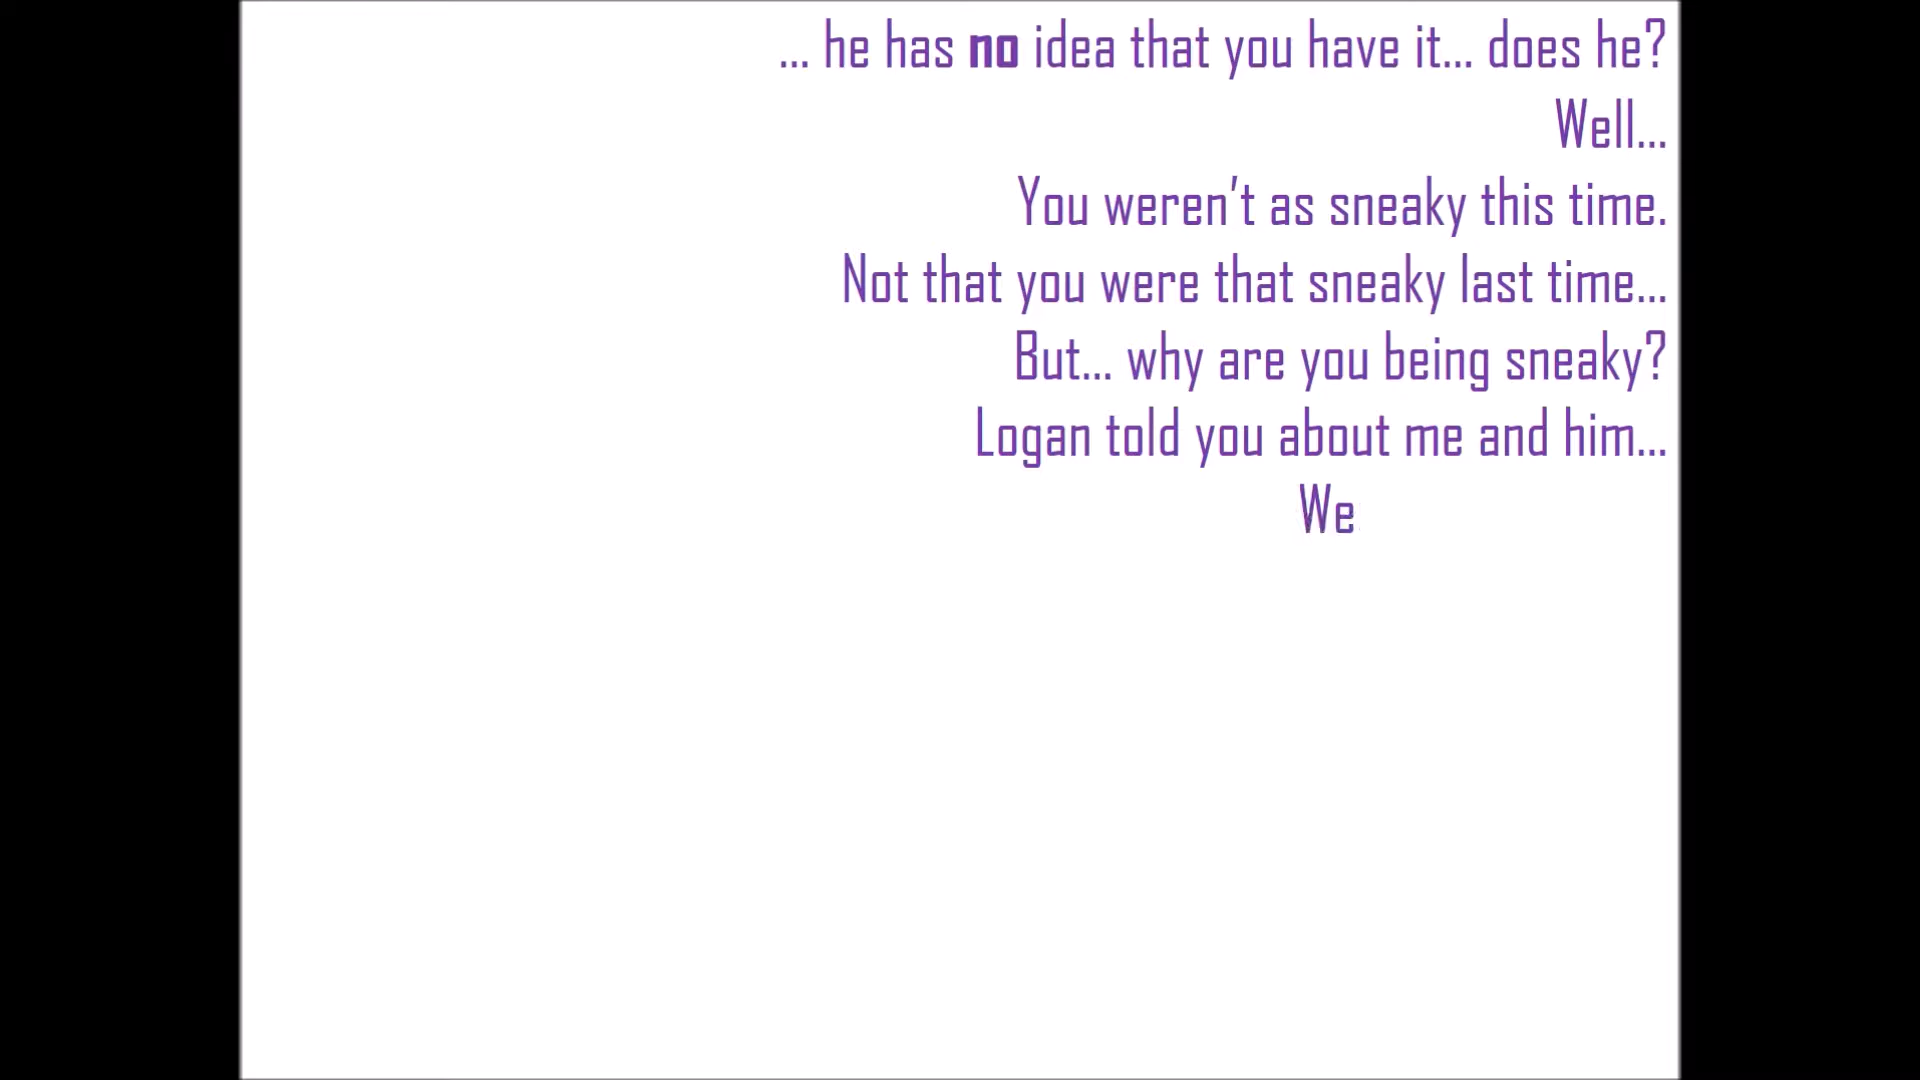 ... he has no idea that you have it... does he?
Well...
You weren't as sneaky this time.
Not that you were that sneaky last time...
But... why are you being sneaky?
Logan told you about me and him...
We